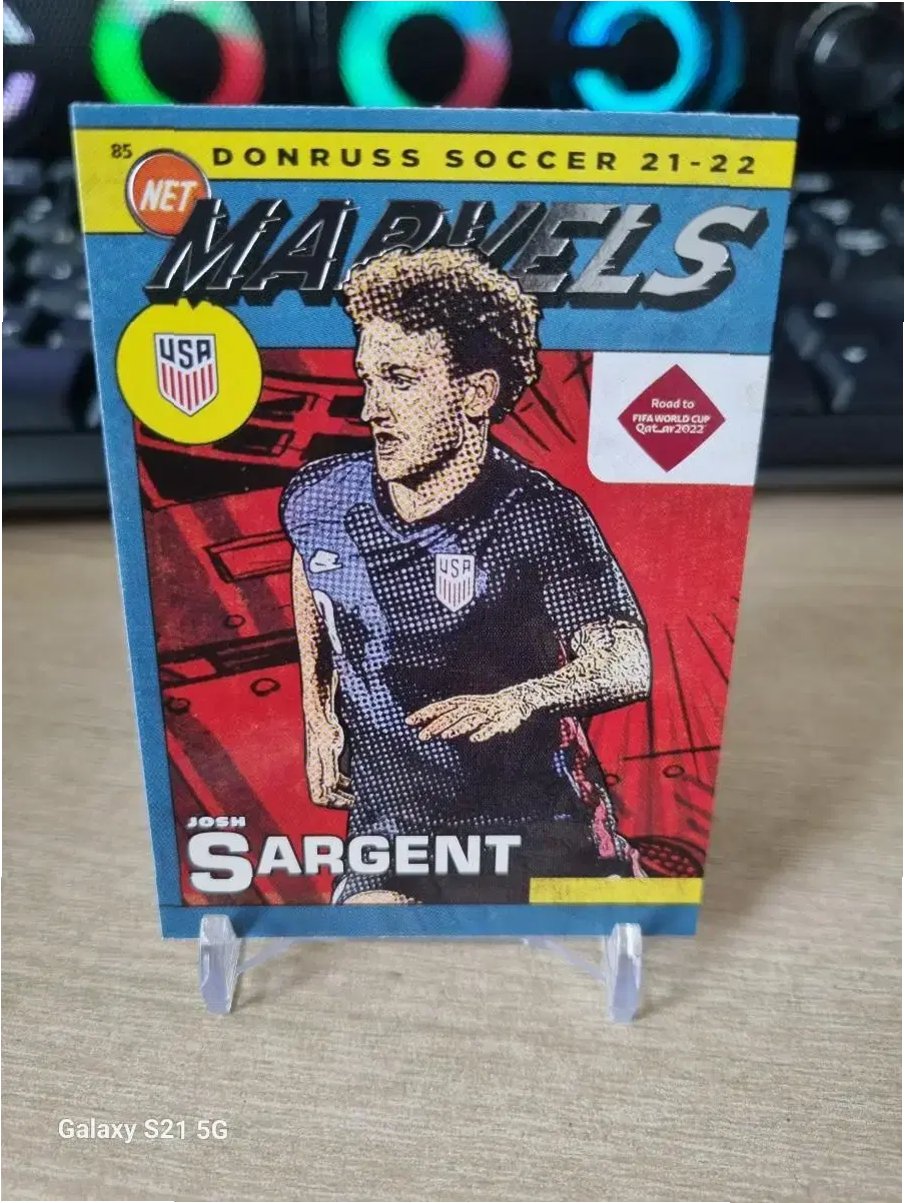 85
DONRUSS SOCCER 21-22
NET
MARVELS
USA
Road to
FIFA WORLD CUP
Qatar2022
USA
JOSH
SARGENT
Galaxy S21 5G